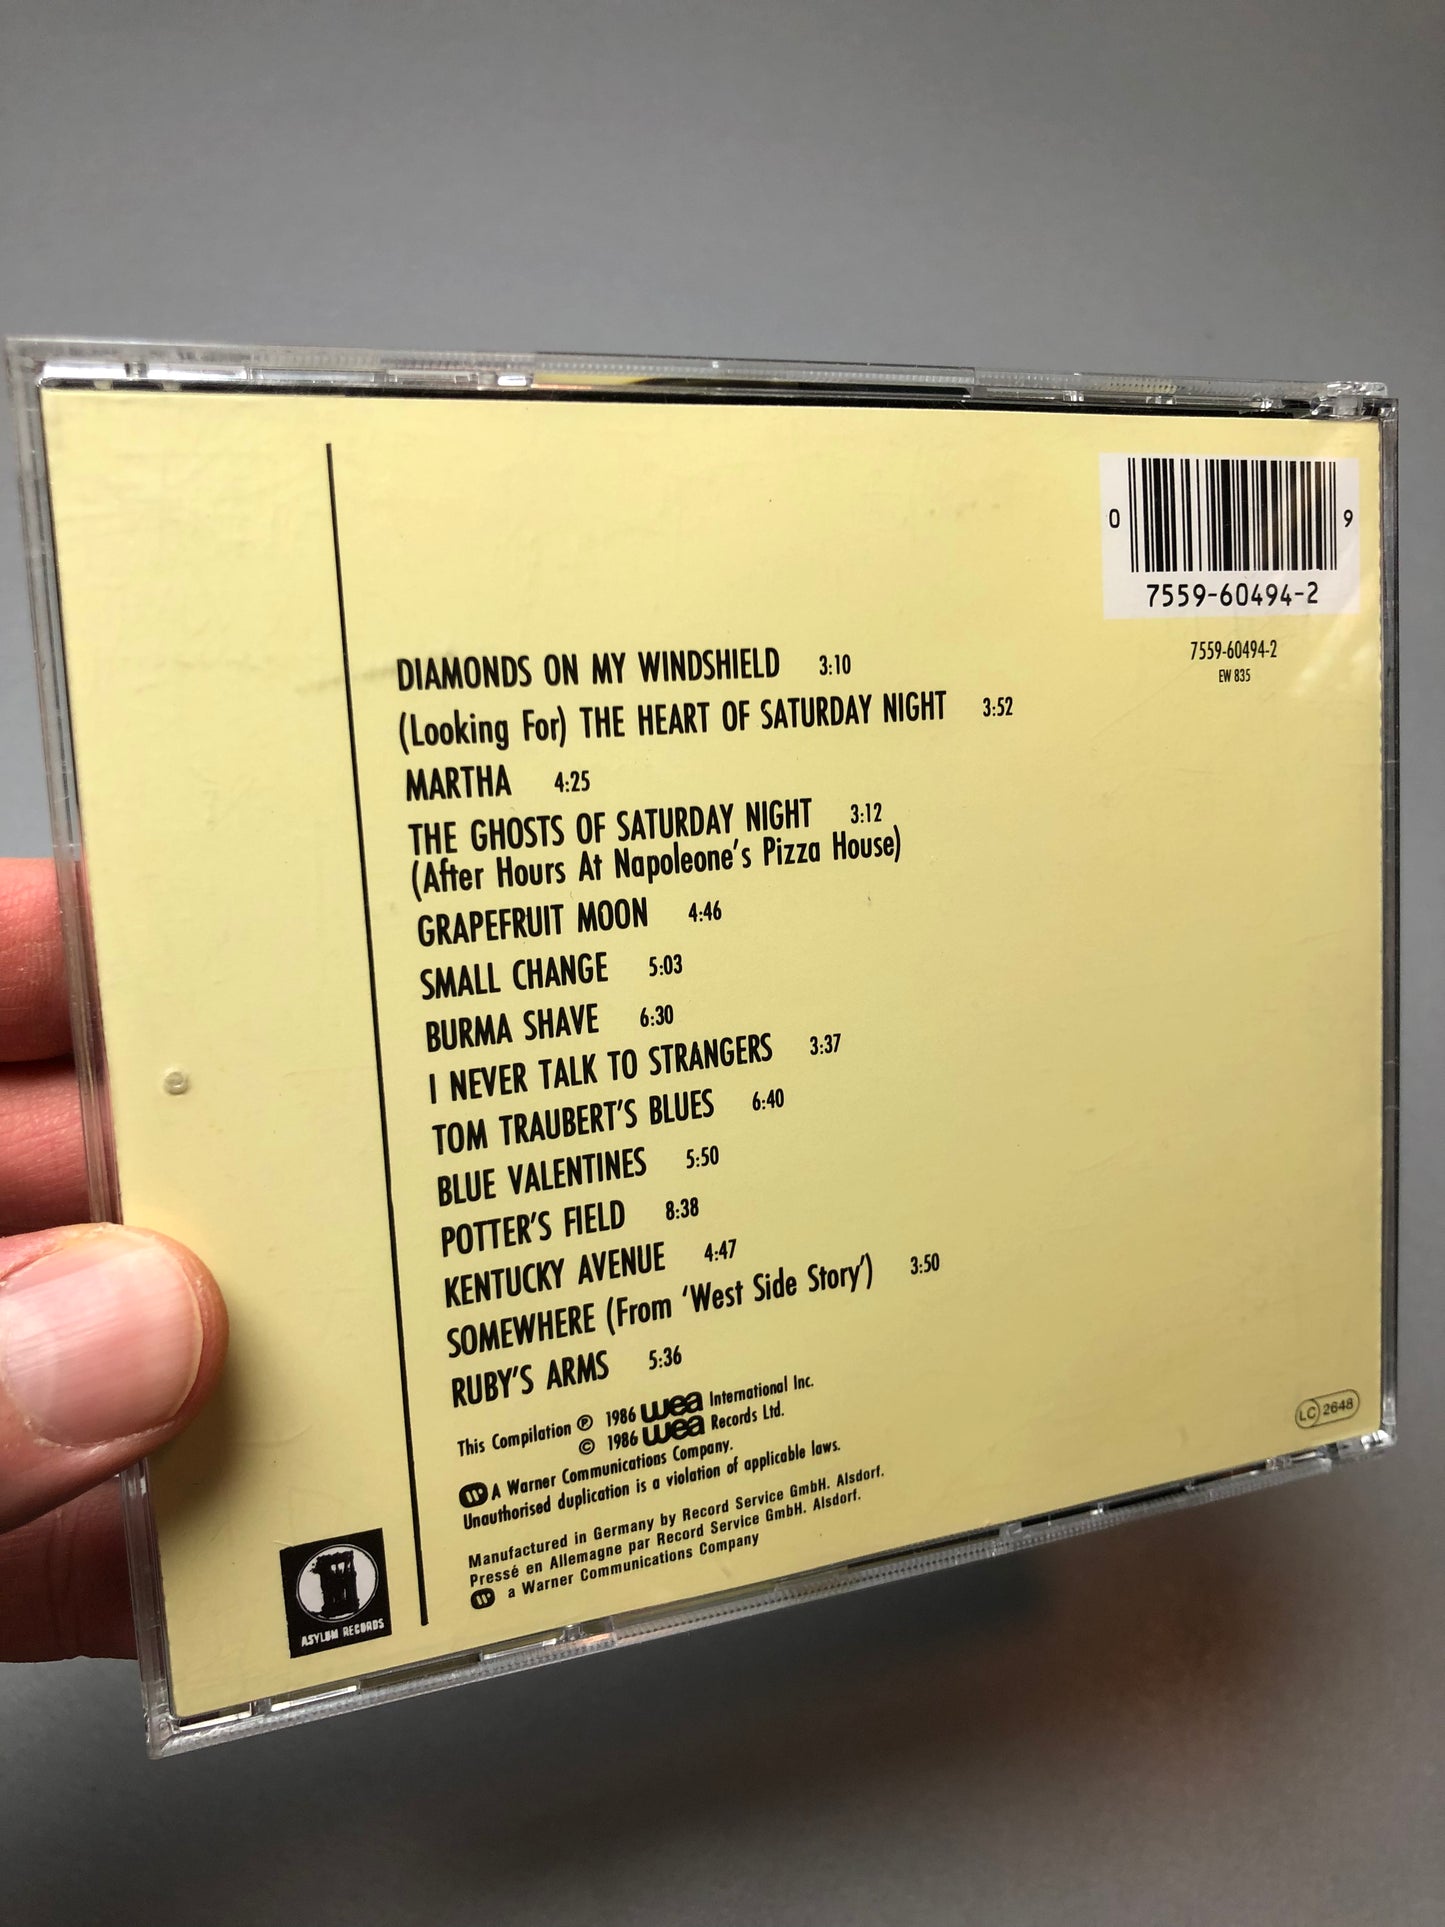 0 9
7559-60494-2
7559-60494-2
EW 835
DIAMONDS ON MY WINDSHIELD 3:10
(Looking For) THE HEART OF SATURDAY NIGHT 3:52
MARTHA 4:25
THE GHOSTS OF SATURDAY NIGHT 3:12
(After Hours At Napoleone's Pizza House)
GRAPEFRUIT MOON 4:46
SMALL CHANGE 5:03
BURMA SHAVE 6:30
I NEVER TALK TO STRANGERS 3:37
TOM TRAUBERT'S BLUES 6:40
BLUE VALENTINES 5:50
POTTER'S FIELD 8:38
KENTUCKY AVENUE 4:47
SOMEWHERE (From 'West Side Story') 3:50
RUBY'S ARMS 5:36
This Compilation ℗ 1986 wea International Inc.
© 1986 wea Records Ltd.
W A Warner Communications Company.
Unauthorised duplication is a violation of applicable laws.
Manufactured in Germany by Record Service GmbH. Alsdorf.
Pressé en Allemagne par Record Service GmbH. Alsdorf.
W a Warner Communications Company
ASYLUM RECORDS
LC 2648